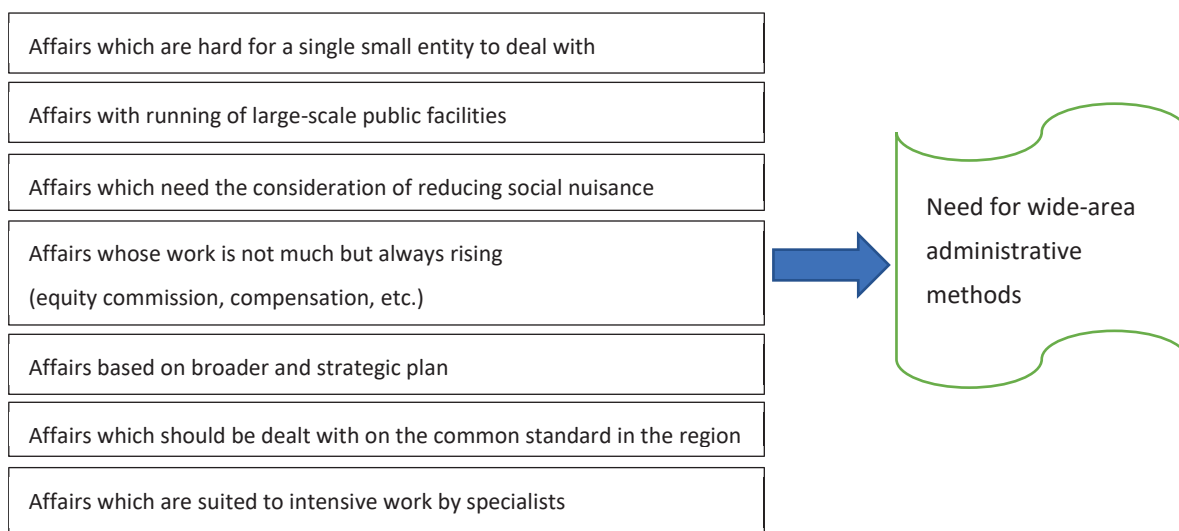 Affairs which are hard for a single small entity to deal with
Affairs with running of large-scale public facilities
Affairs which need the consideration of reducing social nuisance
Affairs whose work is not much but always rising
(equity commission, compensation, etc.)
Affairs based on broader and strategic plan
Affairs which should be dealt with on the common standard in the region
Affairs which are suited to intensive work by specialists
Need for wide-area
administrative
methods